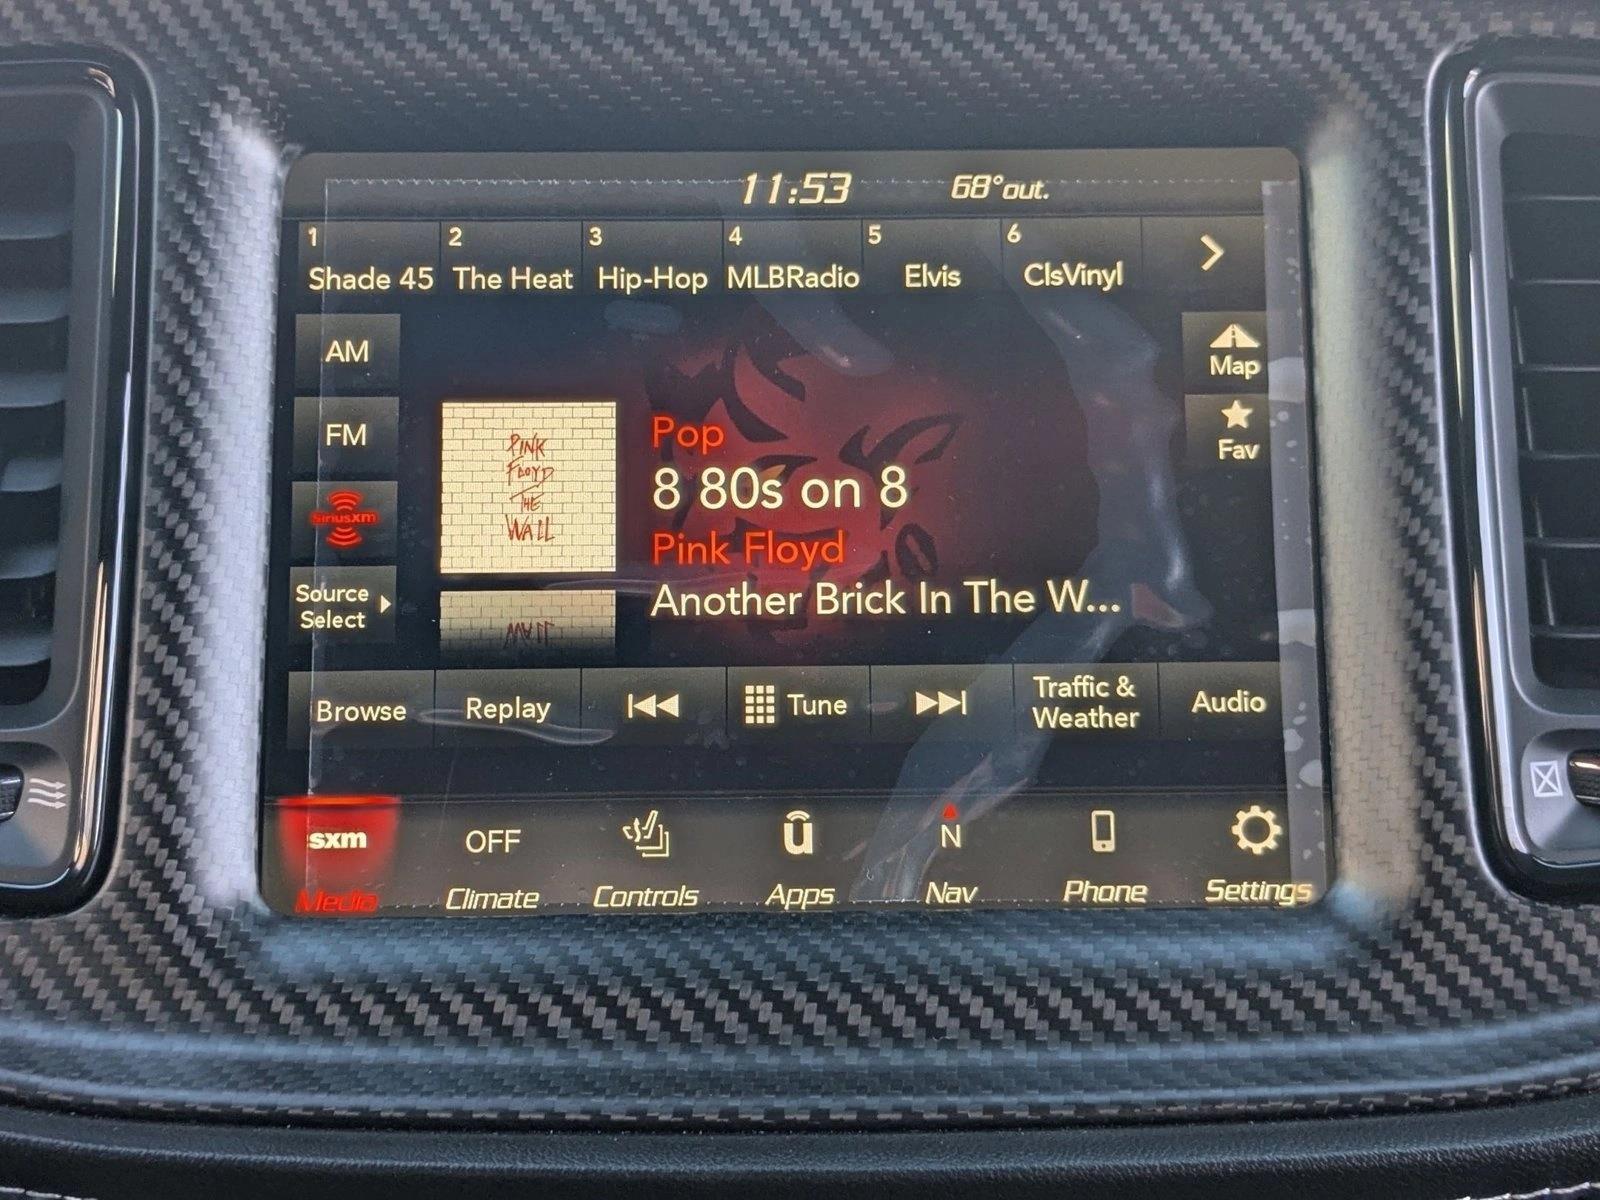 11:53 68°out.
1 2 3 4 5 6
Shade 45 The Heat Hip-Hop MLBRadio Elvis ClsVinyl
AM
Map
FM
Fav
PINK
FLOYD
THE
WALL
Pop
8 80s on 8
Pink Floyd
Another Brick In The W...
SiriusXM
Source
Select
Browse Replay Tune Traffic &
Weather Audio
sxm OFF ū N
Media Climate Controls Apps Nav Phone Settings